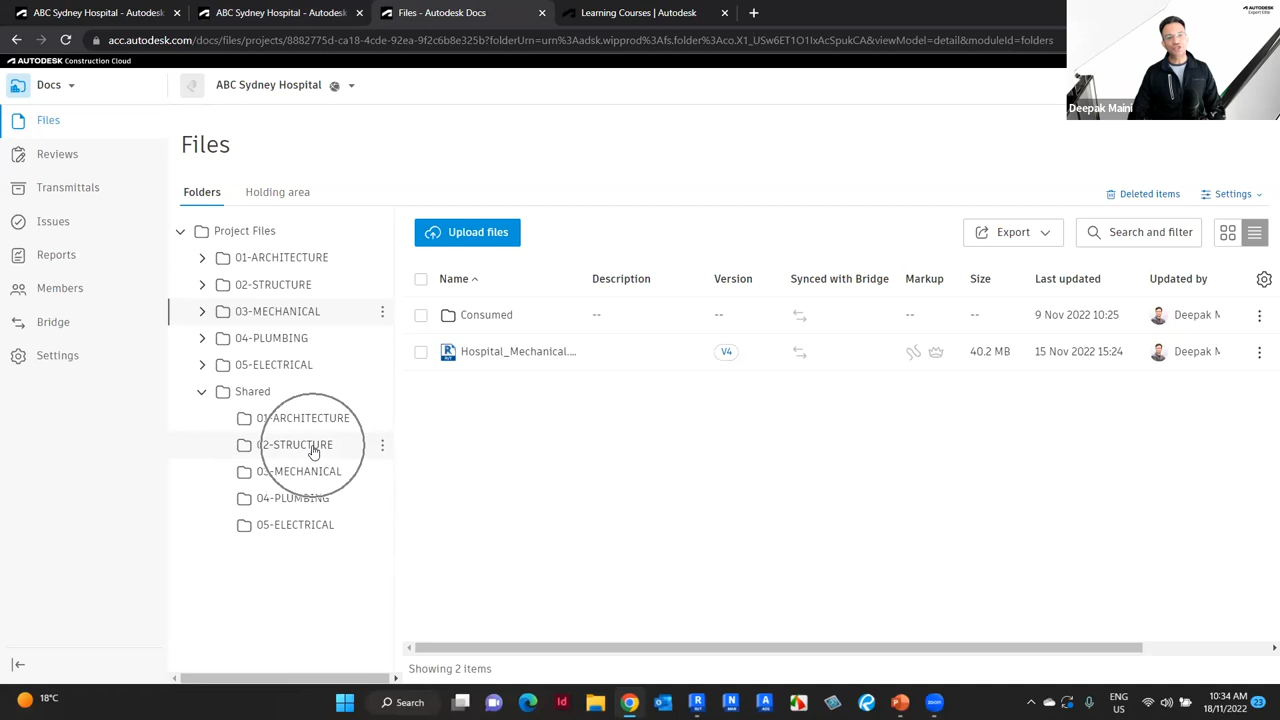 ABC Sydney Hospital - Autodesk
ABC Sydney Hospital - Autodesk
Files - Autodesk Docs
Learning Courses | Autodesk
acc.autodesk.com/docs/files/projects/8882775d-ca18-4cde-92ea-9f2c6b8e3295?folderUrn=urn%3Aadsk.wipprod%3Afs.folder%3Aco.X1_USw6ET1O1IxAcSpukCA&viewModel=detail&moduleId=folders
AUTODESK
Expert Elite
Deepak Maini
AUTODESK Construction Cloud
Docs
ABC Sydney Hospital
Files
Reviews
Transmittals
Issues
Reports
Members
Bridge
Settings
Files
Folders
Holding area
Deleted items
Settings
Project Files
01-ARCHITECTURE
02-STRUCTURE
03-MECHANICAL
04-PLUMBING
05-ELECTRICAL
Shared
01-ARCHITECTURE
02-STRUCTURE
03-MECHANICAL
04-PLUMBING
05-ELECTRICAL
Upload files
Export
Search and filter
Name Description Version Synced with Bridge Markup Size Last updated Updated by
Consumed -- -- -- -- 9 Nov 2022 10:25 Deepak M
Hospital_Mechanical.... V4 40.2 MB 15 Nov 2022 15:24 Deepak M
Showing 2 items
18°C
Search
ENG
US
10:34 AM
18/11/2022
23